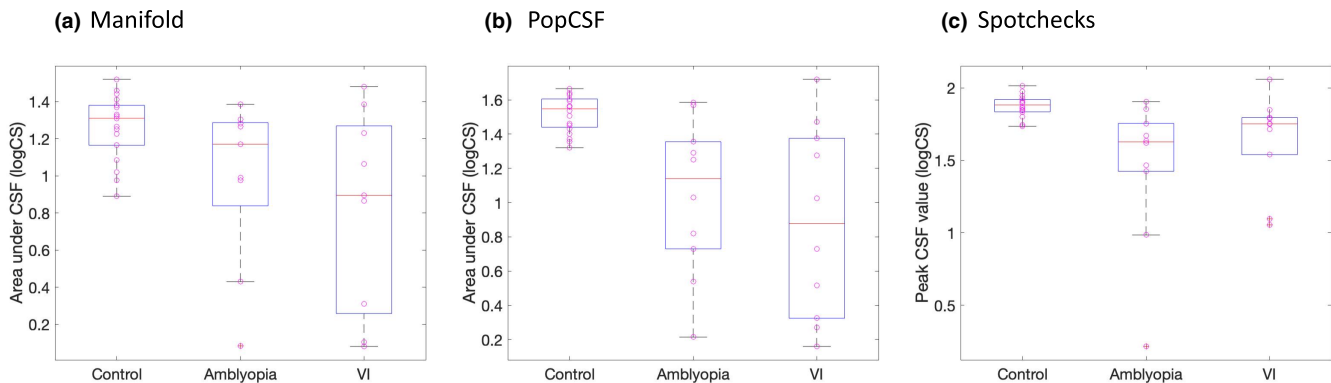 (a) Manifold
Area under CSF (logCS)
1.4
1.2
1
0.8
0.6
0.4
0.2
Control Amblyopia VI
(b) PopCSF
Area under CSF (logCS)
1.6
1.4
1.2
1
0.8
0.6
0.4
0.2
Control Amblyopia VI
(c) Spotchecks
Peak CSF value (logCS)
2
1.5
1
0.5
Control Amblyopia VI